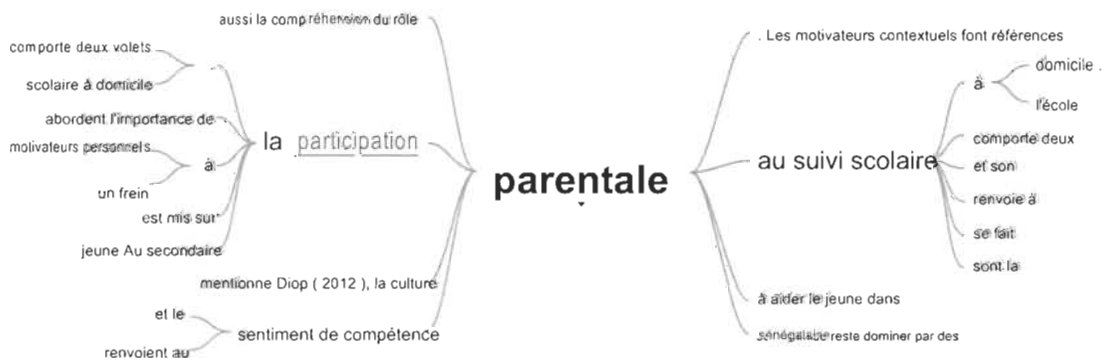 aussi la compréhension du rôle
comporte deux volets
scolaire à domicile
abordent l'importance de
motivateurs personnels
à
un frein
est mis sur
jeune Au secondaire
la participation
mentionne Diop ( 2012 ), la culture
et le
renvoient au
sentiment de compétence
parentale
. Les motivateurs contextuels font références
au suivi scolaire
à
domicile .
l'école
comporte deux
et son
renvoie à
se fait
sont la
à aider le jeune dans
sénégalaise reste dominer par des